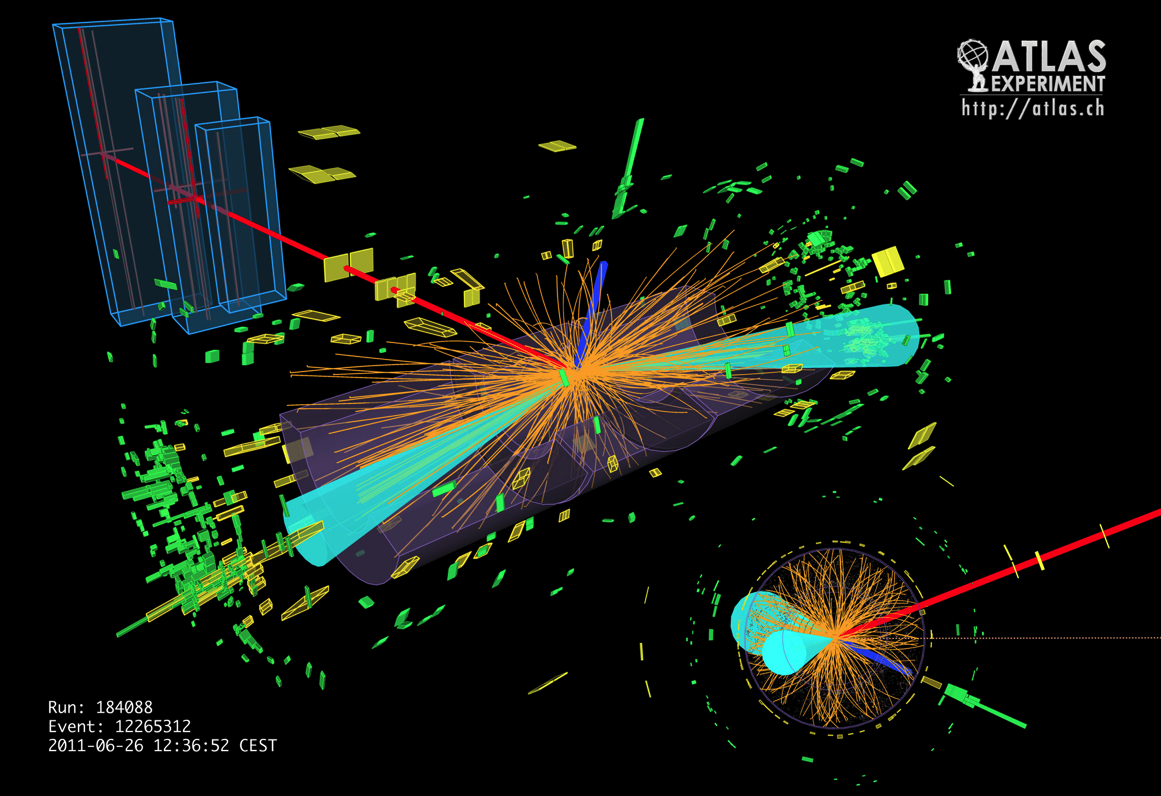 ATLAS
EXPERIMENT
http://atlas.ch
Run: 184088
Event: 12265312
2011-06-26 12:36:52 CEST